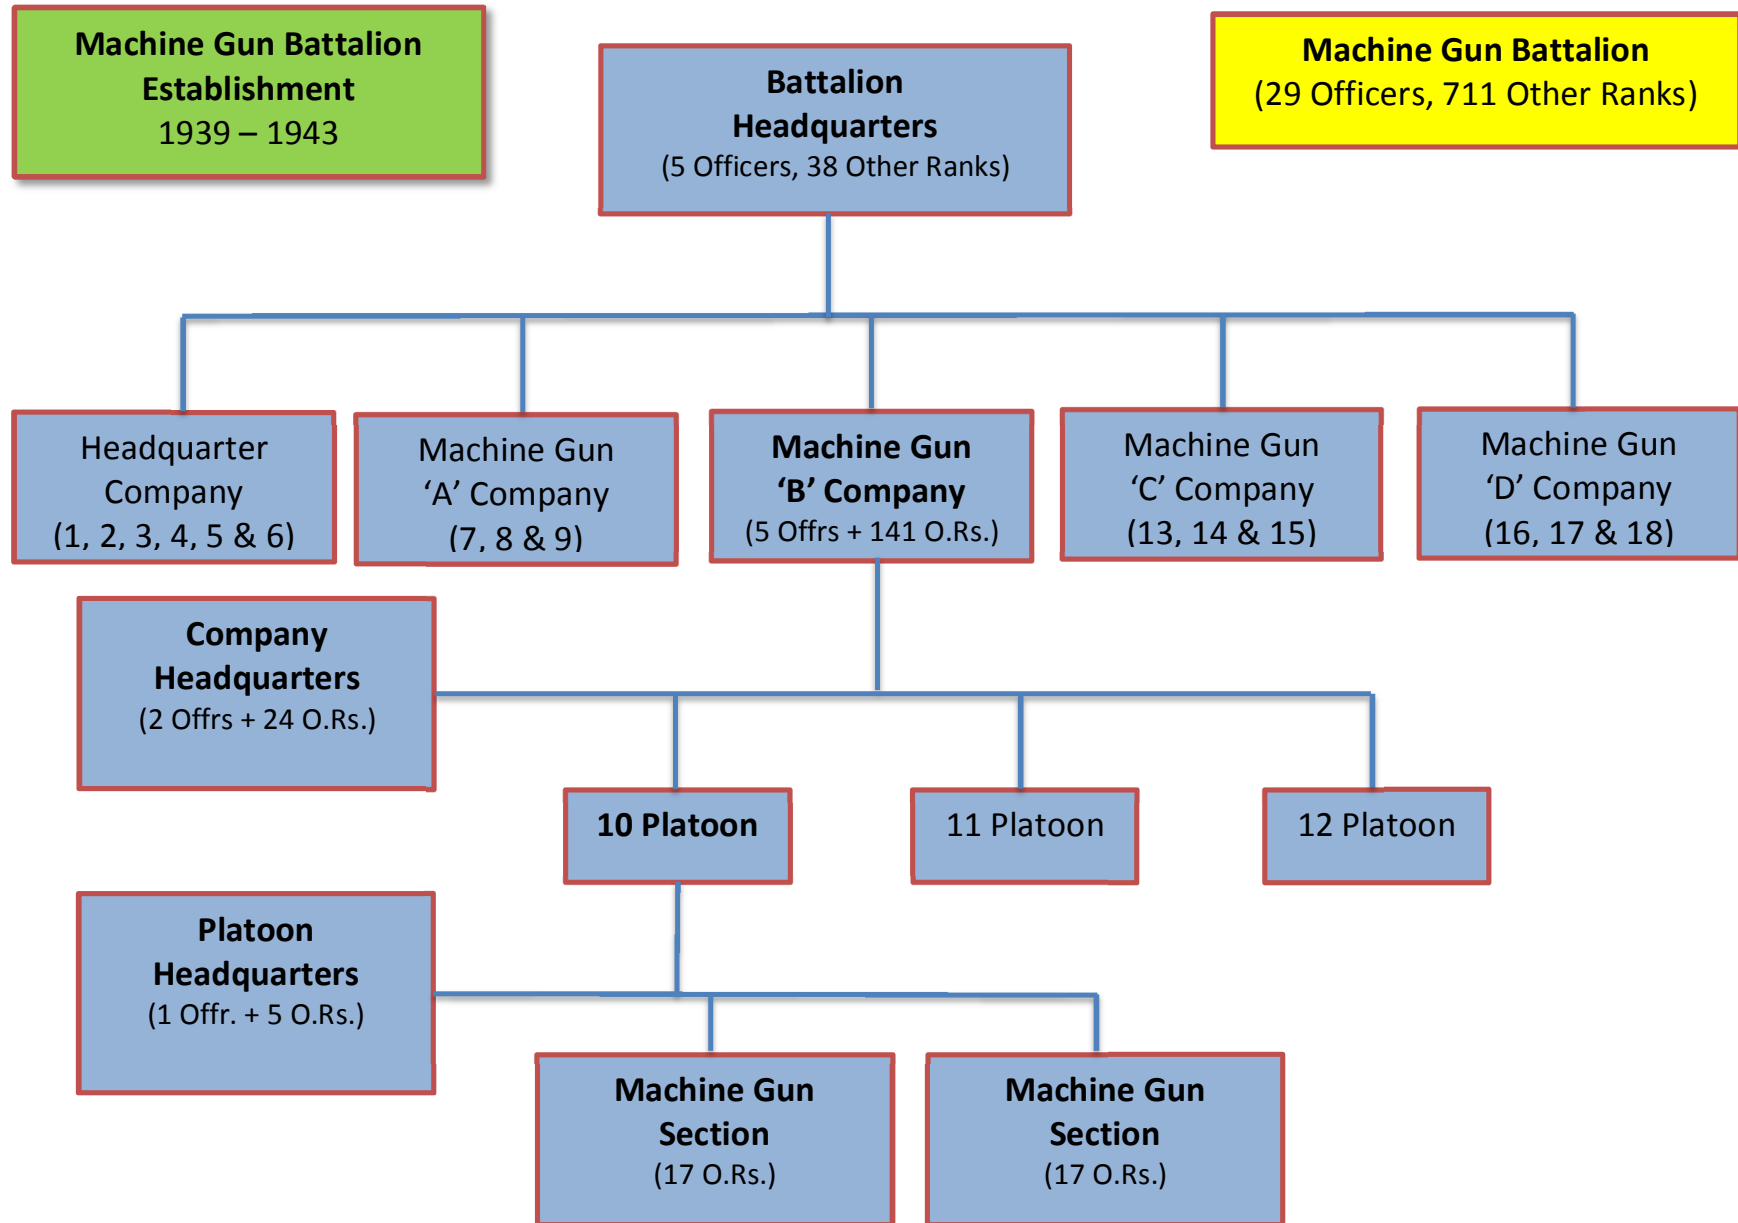 Machine Gun Battalion
Establishment
1939 – 1943
Battalion
Headquarters
(5 Officers, 38 Other Ranks)
Machine Gun Battalion
(29 Officers, 711 Other Ranks)
Headquarter
Company
(1, 2, 3, 4, 5 & 6)
Machine Gun
‘A’ Company
(7, 8 & 9)
Machine Gun
‘B’ Company
(5 Offrs + 141 O.Rs.)
Machine Gun
‘C’ Company
(13, 14 & 15)
Machine Gun
‘D’ Company
(16, 17 & 18)
Company
Headquarters
(2 Offrs + 24 O.Rs.)
10 Platoon
11 Platoon
12 Platoon
Platoon
Headquarters
(1 Offr. + 5 O.Rs.)
Machine Gun
Section
(17 O.Rs.)
Machine Gun
Section
(17 O.Rs.)